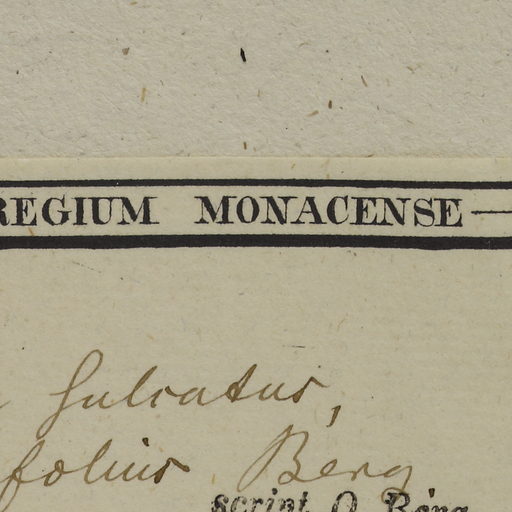 REGIUM MONACENSE —
sulcatus,
folius Berg
script. O. Berg.